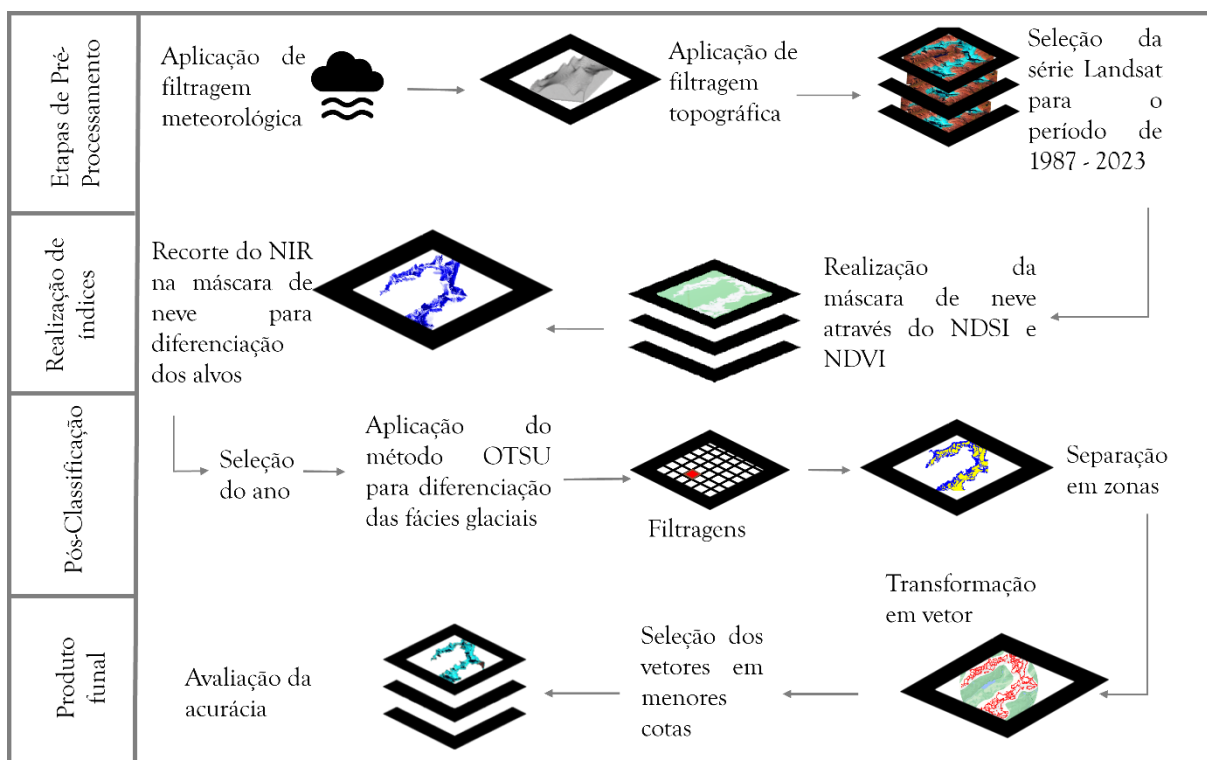 Etapas de Pré-
Processamento
Aplicação de
filtragem
meteorológica
Aplicação de
filtragem
topográfica
Seleção da
série Landsat
para o
período de
1987 - 2023
Realização de
índices
Recorte do NIR
na máscara de
neve para
diferenciação
dos alvos
Realização da
máscara de neve
através do NDSI e
NDVI
Pós-Classificação
Seleção
do ano
Aplicação do
método OTSU
para diferenciação
das fácies glaciais
Filtragens
Separação
em zonas
Produto
funal
Transformação
em vetor
Seleção dos
vetores em
menores
cotas
Avaliação da
acurácia